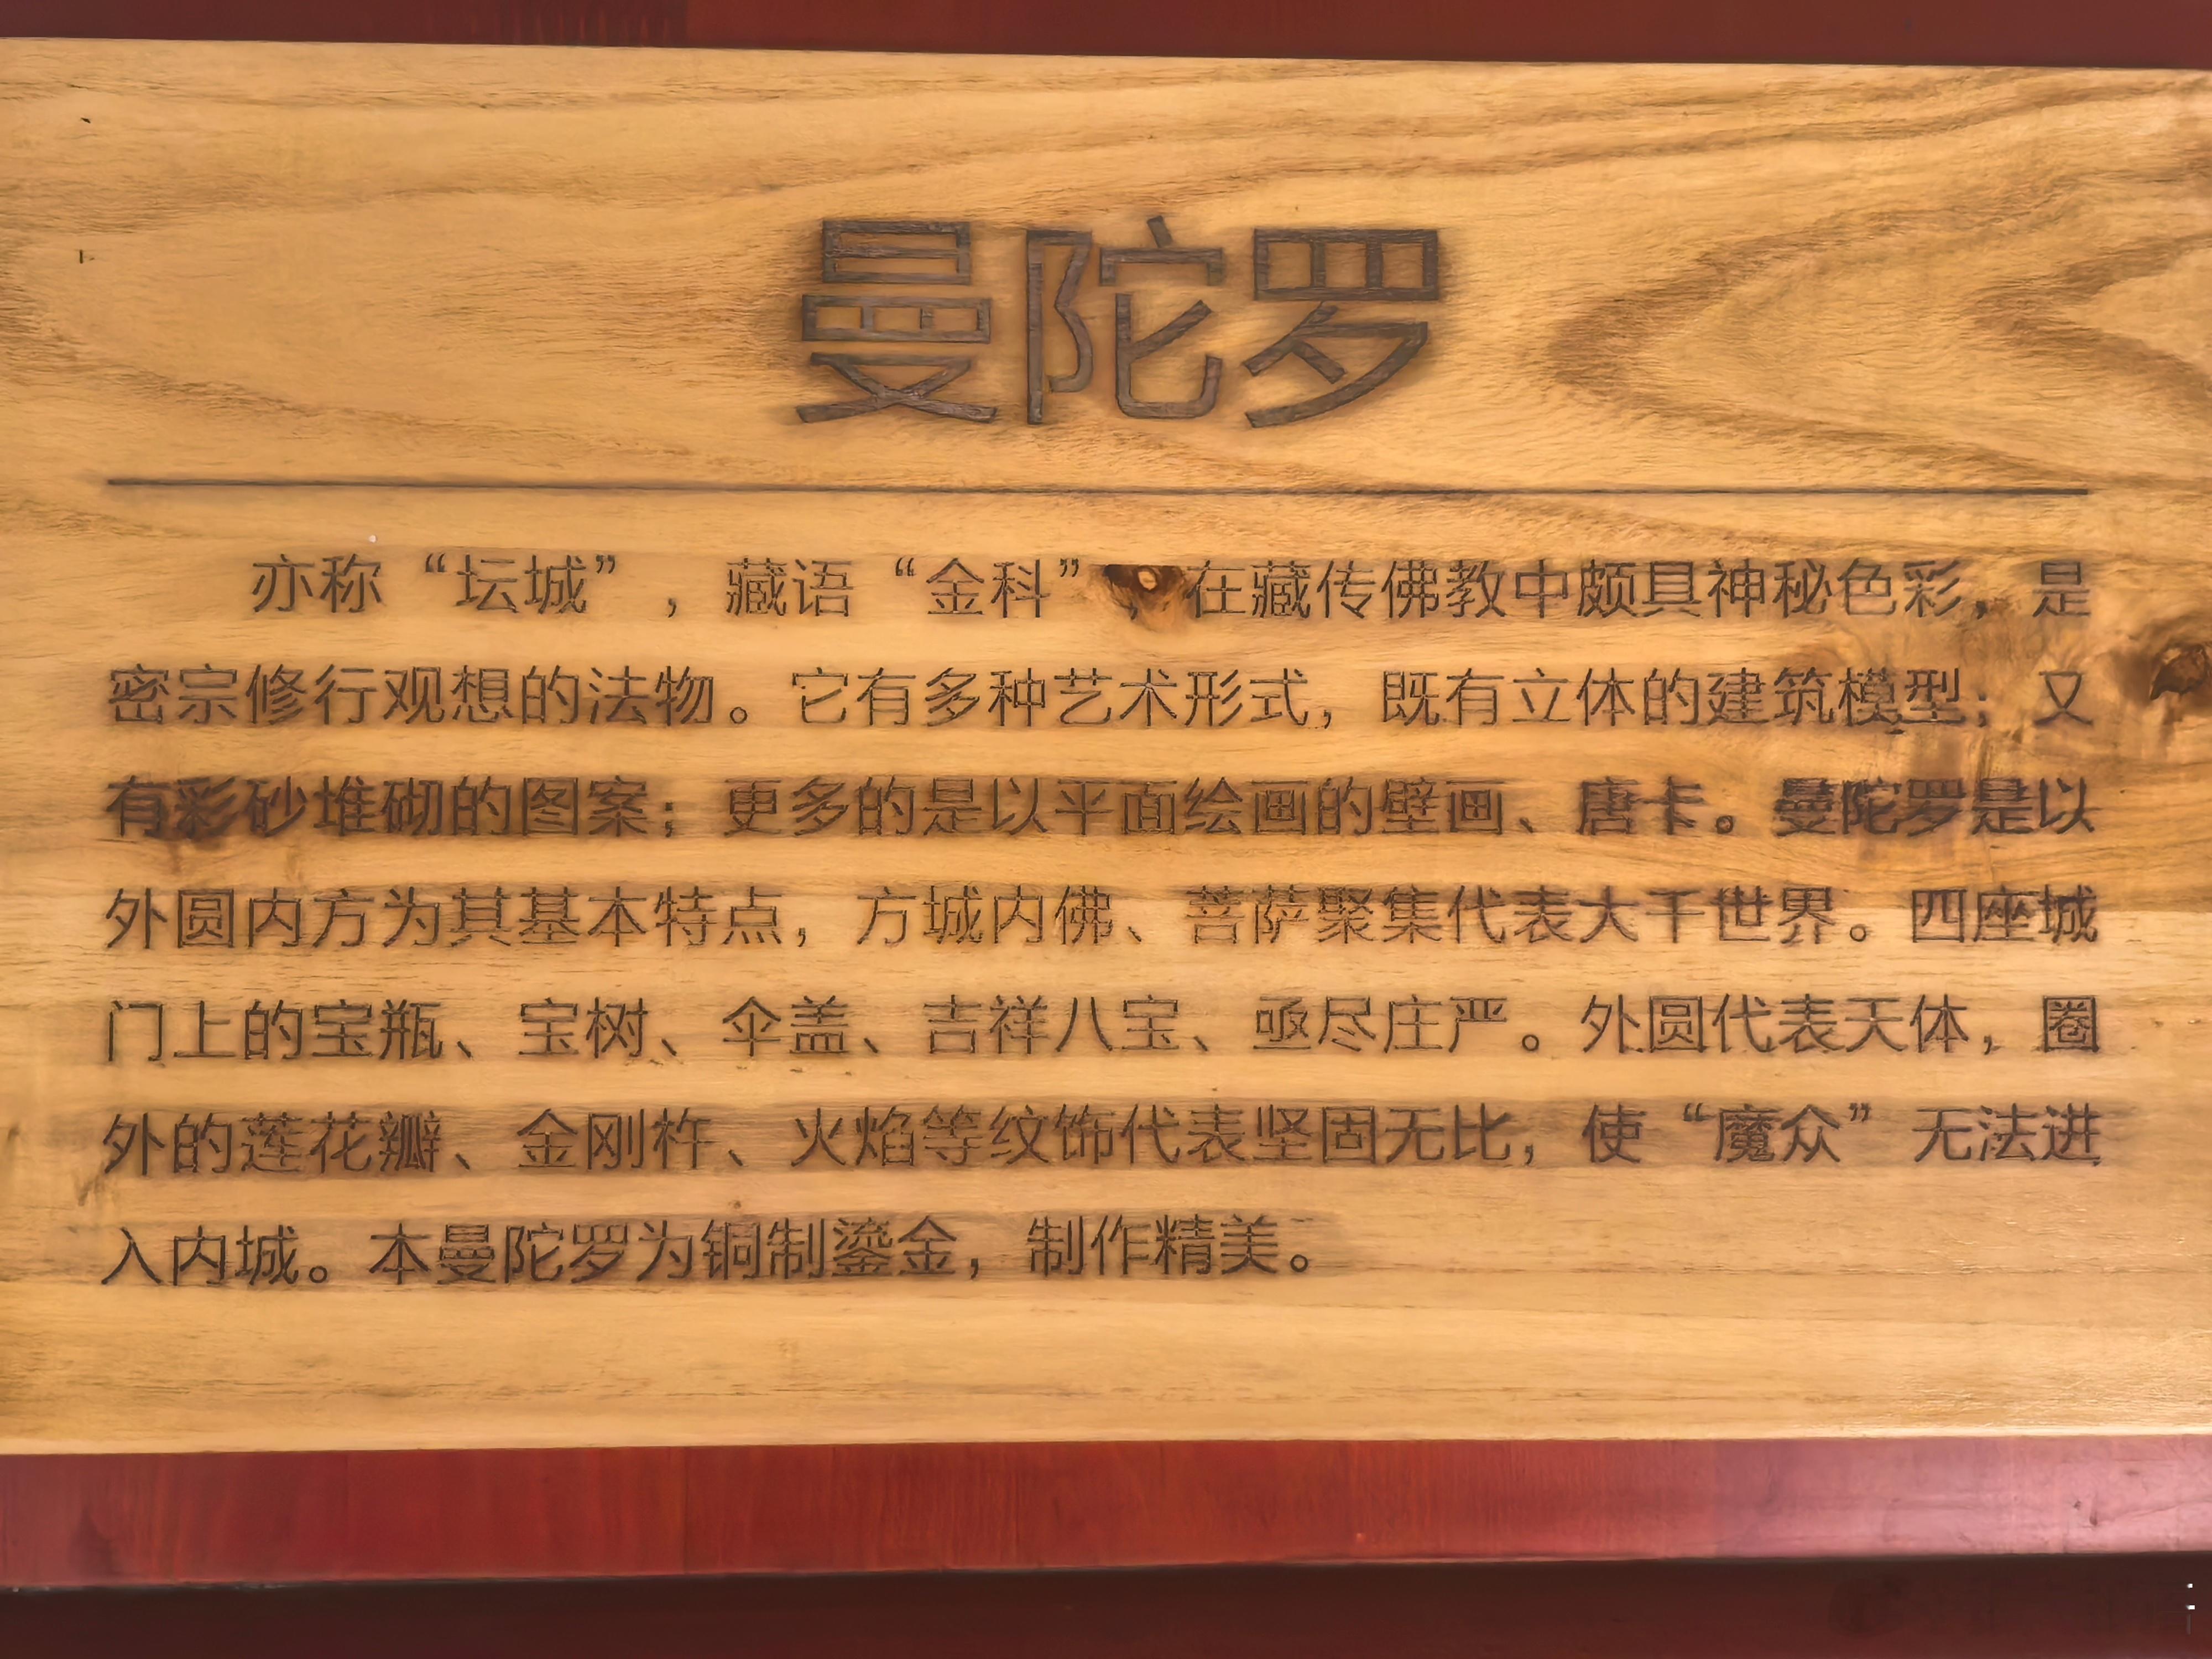 曼陀罗
亦称“坛城”，藏语“金科”，在藏传佛教中颇具神秘色彩，是
密宗修行观想的法物。它有多种艺术形式，既有立体的建筑模型；又
有彩砂堆砌的图案；更多的是以平面绘画的壁画、唐卡。曼陀罗是以
外圆内方为其基本特点，方城内佛、菩萨聚集代表大千世界。四座城
门上的宝瓶、宝树、伞盖、吉祥八宝、亟尽庄严。外圆代表天体，圈
外的莲花瓣、金刚杵、火焰等纹饰代表坚固无比，使“魔众”无法进
入内城。本曼陀罗为铜制鎏金，制作精美。